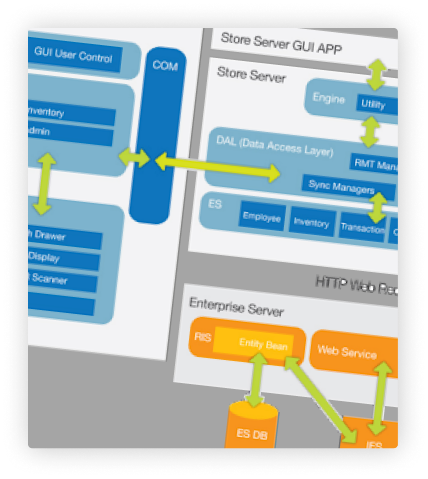 GUI User Control
COM
nventory
dmin
h Drawer
Display
l Scanner
Store Server GUI APP
Store Server
Engine
Utility
DAL (Data Access Layer)
RMT Mana
Sync Managers
ES
Employee
Inventory
Transaction
HTTP Web Re
Enterprise Server
RIS
Entity Bean
Web Service
ES DB
IES